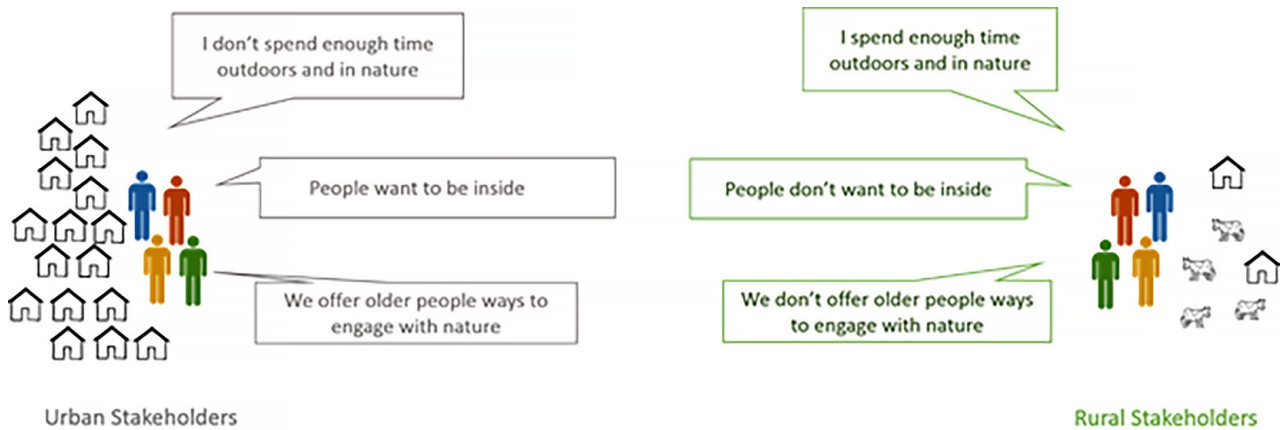 I don't spend enough time
outdoors and in nature
People want to be inside
We offer older people ways to
engage with nature
Urban Stakeholders
I spend enough time
outdoors and in nature
People don't want to be inside
We don't offer older people ways
to engage with nature
Rural Stakeholders